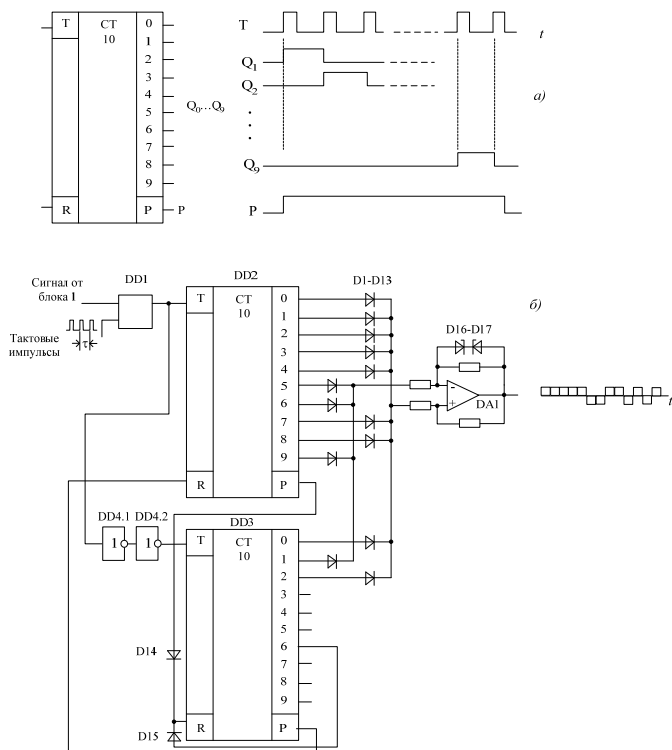 T
CT
10
0
1
2
3
4
5
6
7
8
9
R
P
P
Q0...Q9
T
t
Q1
Q2
Q9
P
а)
Сигнал от
блока 1
DD1
Тактовые
импульсы
τ
DD2
T
CT
10
0
1
2
3
4
5
6
7
8
9
R
P
D1-D13
б)
D16-D17
-
+
DA1
t
DD4.1
DD4.2
1
1
DD3
T
CT
10
0
1
2
3
4
5
6
7
8
9
R
P
D14
D15